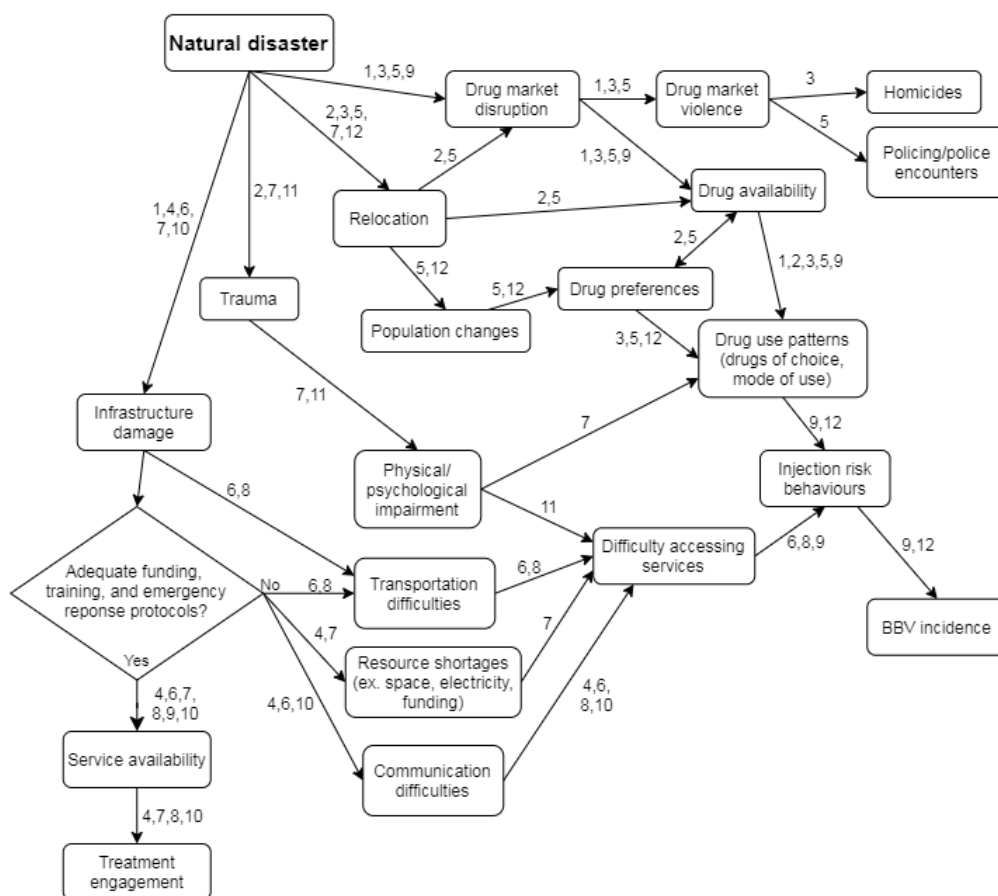 Natural disaster
1,3,5,9
Drug market
disruption
1,3,5
Drug market
violence
3
Homicides
5
Policing/police
encounters
2,3,5,
7,12
2,5
1,3,5,9
Drug availability
1,4,6,
7,10
2,7,11
Relocation
2,5
2,5
1,2,3,5,9
5,12
5,12
Drug preferences
Trauma
Population changes
3,5,12
Drug use patterns
(drugs of choice,
mode of use)
7,11
Infrastructure
damage
7
9,12
Physical/
psychological
impairment
Injection risk
behaviours
6,8
11
Difficulty accessing
services
6,8,9
9,12
Adequate funding,
training, and emergency
reponse protocols?
No
6,8
Transportation
difficulties
6,8
BBV incidence
Yes
4,7
Resource shortages
(ex. space, electricity,
funding)
7
4,6,7,
8,9,10
4,6,10
4,6,
8,10
Service availability
Communication
difficulties
4,7,8,10
Treatment
engagement